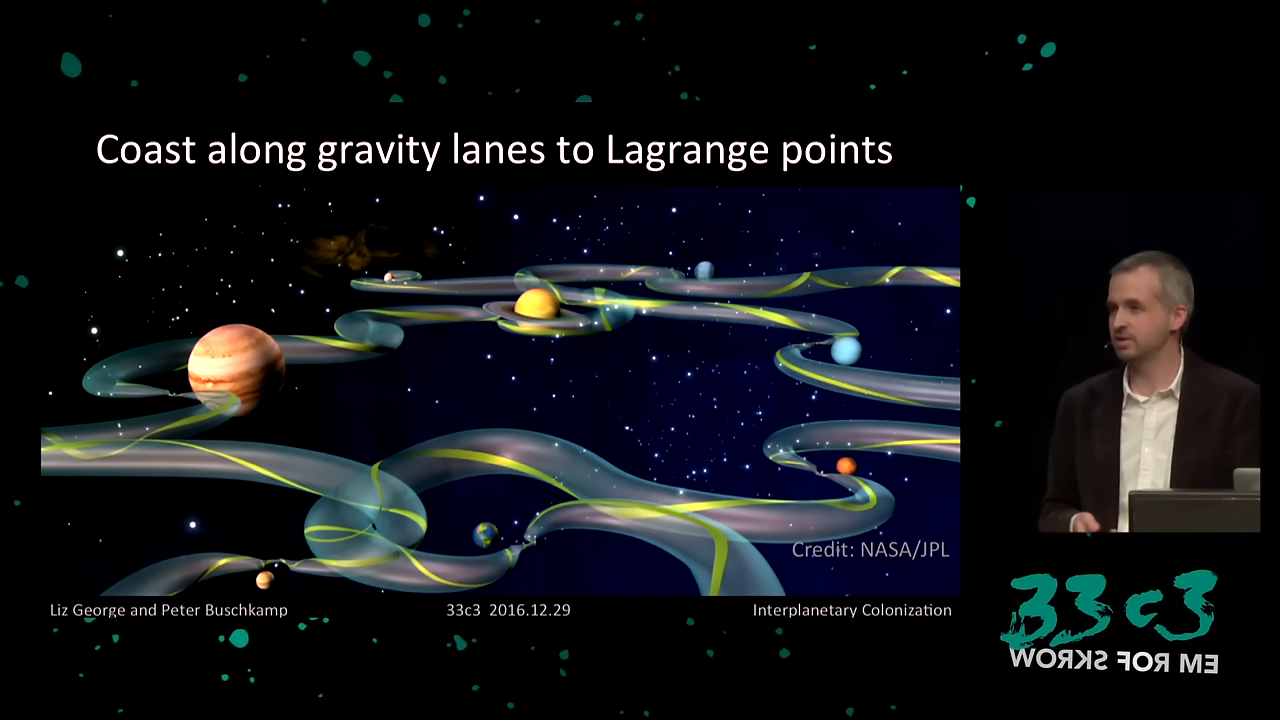 Coast along gravity lanes to Lagrange points
Credit: NASA/JPL
Liz George and Peter Buschkamp 33c3 2016.12.29 Interplanetary Colonization
33c3
WORKS FOR ME